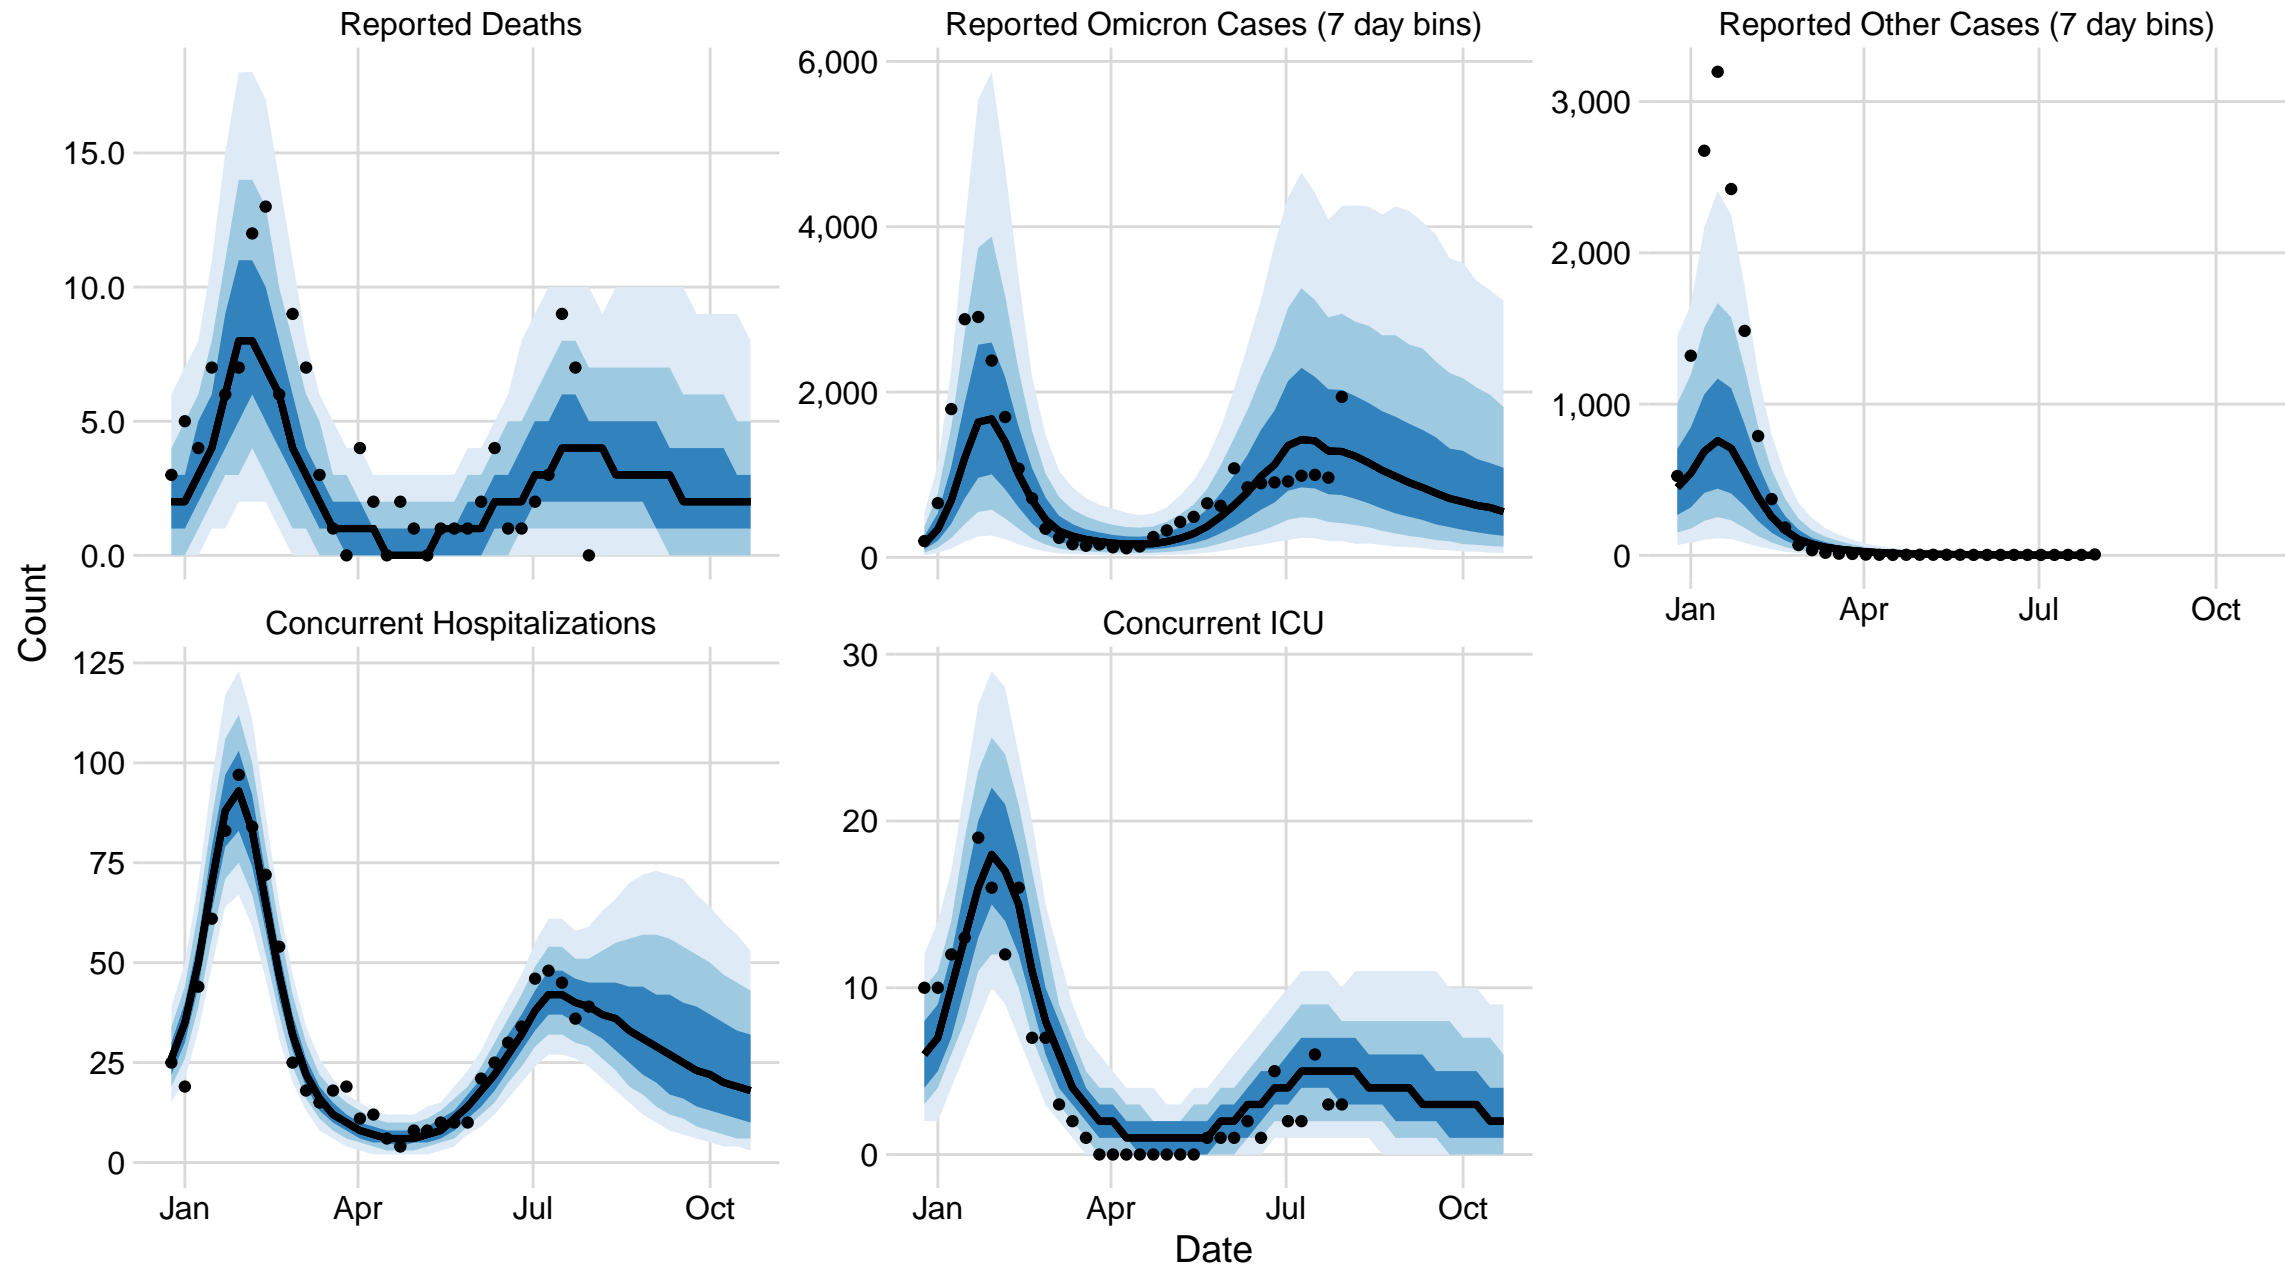 Reported Deaths
Reported Omicron Cases (7 day bins)
Reported Other Cases (7 day bins)
15.0
10.0
5.0
0.0
6,000
4,000
2,000
0
3,000
2,000
1,000
0
Jan Apr Jul Oct
Count
Concurrent Hospitalizations
Concurrent ICU
125
100
75
50
25
0
30
20
10
0
Jan Apr Jul Oct
Jan Apr Jul Oct
Date